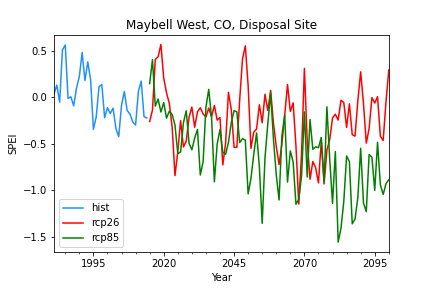 Maybell West, CO, Disposal Site
SPEI
0.5
0.0
−0.5
−1.0
−1.5
hist
rcp26
rcp85
1995
2020
2045
2070
2095
Year